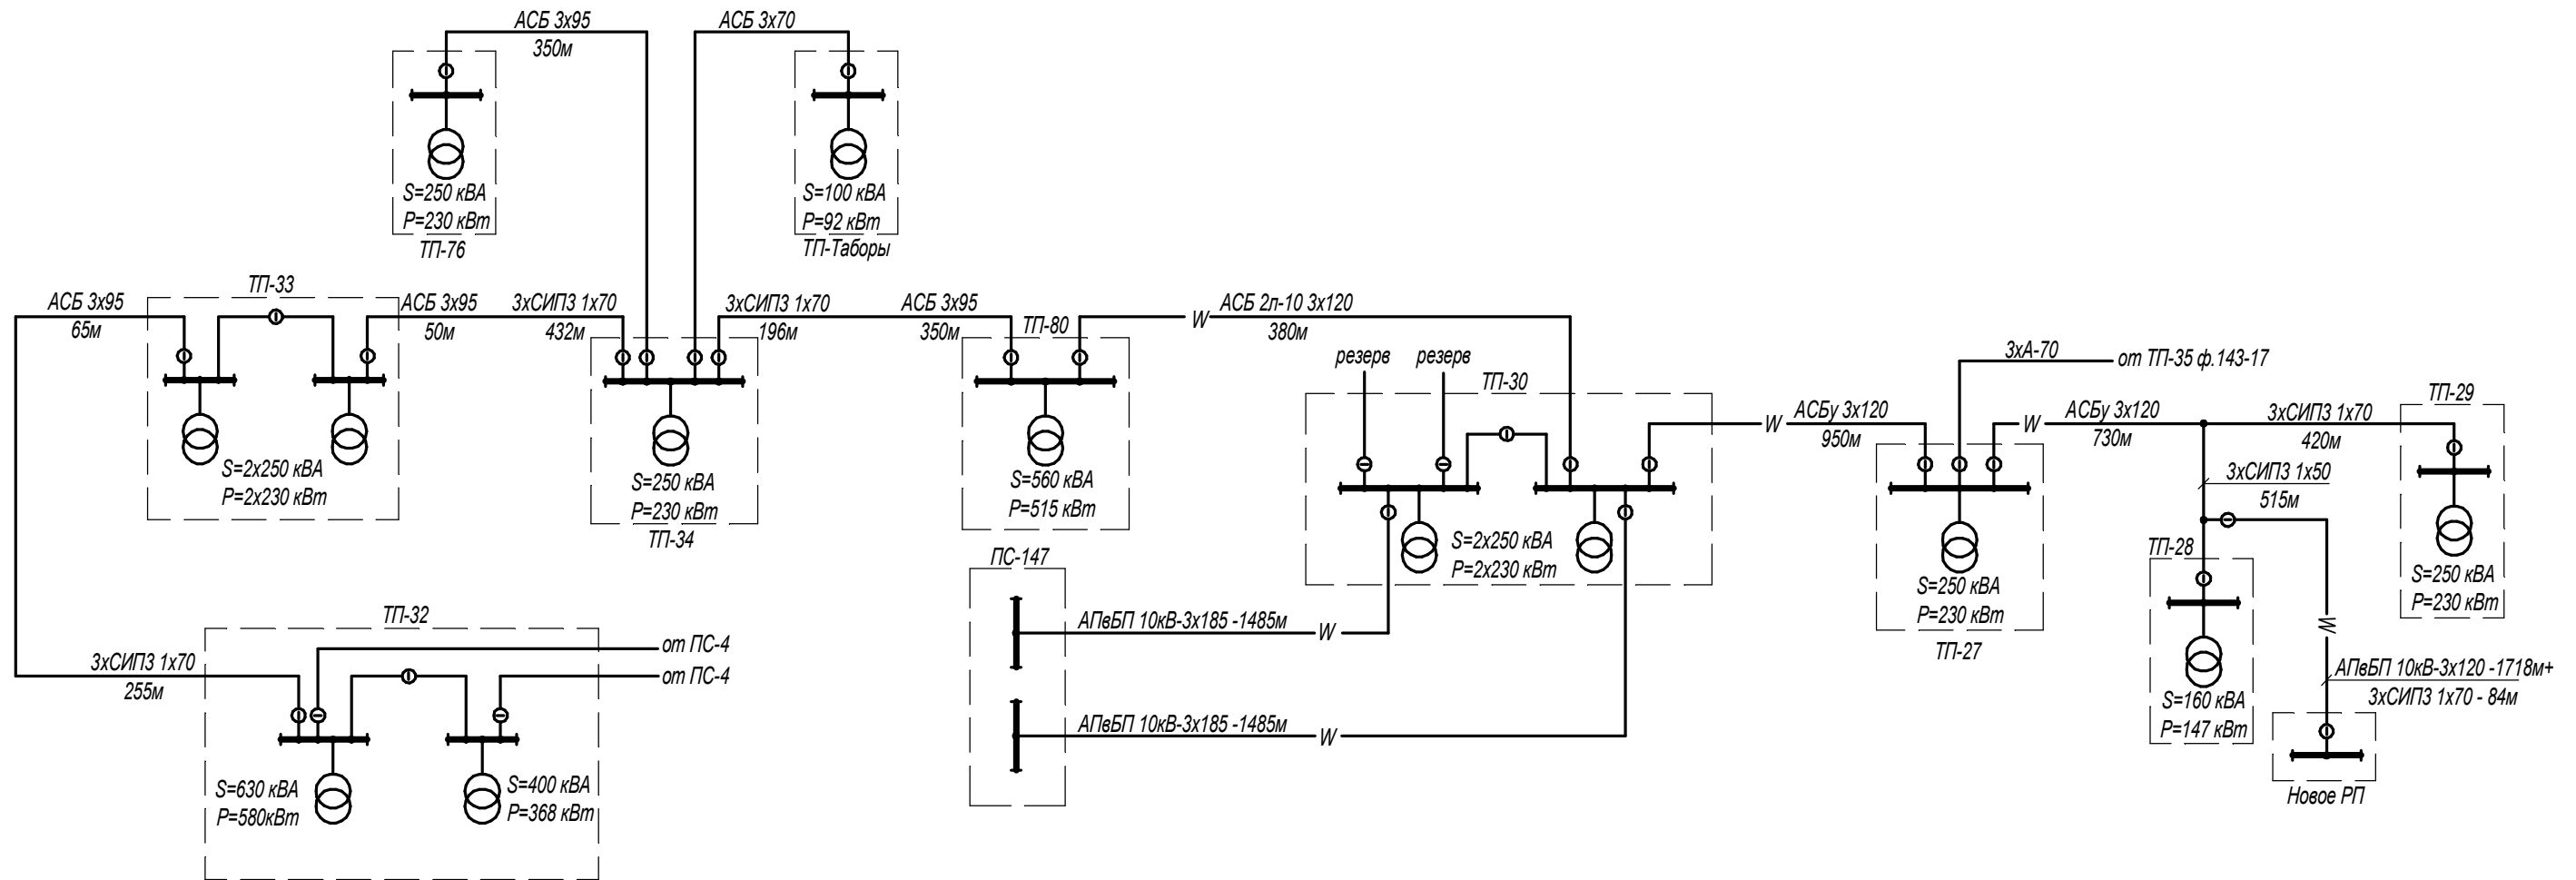 АСБ 3х95
350м
АСБ 3х70
S=250 кВА
P=230 кВт
ТП-76
S=100 кВА
P=92 кВт
ТП-Таборы
АСБ 3х95
65м
ТП-33
S=2х250 кВА
P=2х230 кВт
АСБ 3х95
50м
3хСИП3 1х70
432м
S=250 кВА
P=230 кВт
ТП-34
3хСИП3 1х70
196м
АСБ 3х95
350м
ТП-80
S=560 кВА
P=515 кВт
W
АСБ 2л-10 3х120
380м
резерв
резерв
ТП-30
S=2х250 кВА
P=2х230 кВт
W
АСБу 3х120
950м
3хА-70
от ТП-35 ф.143-17
S=250 кВА
P=230 кВт
ТП-27
W
АСБу 3х120
730м
3хСИП3 1х70
420м
ТП-29
S=250 кВА
P=230 кВт
3хСИП3 1х50
515м
ТП-28
S=160 кВА
P=147 кВт
W
АПвБП 10кВ-3х120 -1718м+
3хСИП3 1х70 - 84м
Новое РП
ПС-147
АПвБП 10кВ-3х185 -1485м
W
АПвБП 10кВ-3х185 -1485м
W
3хСИП3 1х70
255м
ТП-32
от ПС-4
от ПС-4
S=630 кВА
P=580кВт
S=400 кВА
P=368 кВт